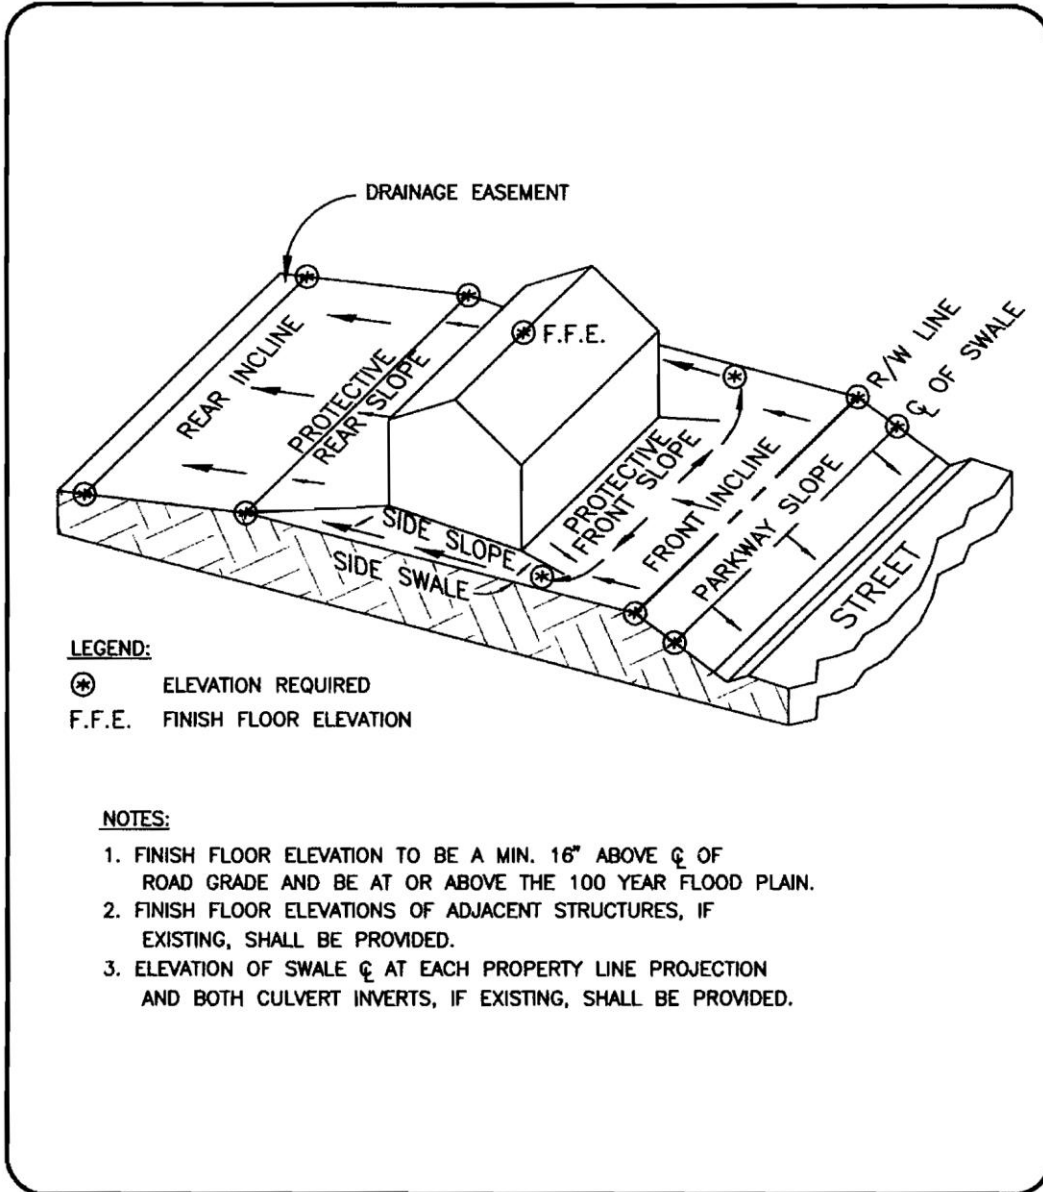 DRAINAGE EASEMENT
F.F.E.
R/W LINE
℄ OF SWALE
REAR INCLINE
PROTECTIVE
REAR SLOPE
PROTECTIVE
FRONT SLOPE
FRONT INCLINE
PARKWAY SLOPE
STREET
SIDE SLOPE
SIDE SWALE
LEGEND:
ELEVATION REQUIRED
F.F.E. FINISH FLOOR ELEVATION
NOTES:
1. FINISH FLOOR ELEVATION TO BE A MIN. 16" ABOVE ℄ OF
ROAD GRADE AND BE AT OR ABOVE THE 100 YEAR FLOOD PLAIN.
2. FINISH FLOOR ELEVATIONS OF ADJACENT STRUCTURES, IF
EXISTING, SHALL BE PROVIDED.
3. ELEVATION OF SWALE ℄ AT EACH PROPERTY LINE PROJECTION
AND BOTH CULVERT INVERTS, IF EXISTING, SHALL BE PROVIDED.